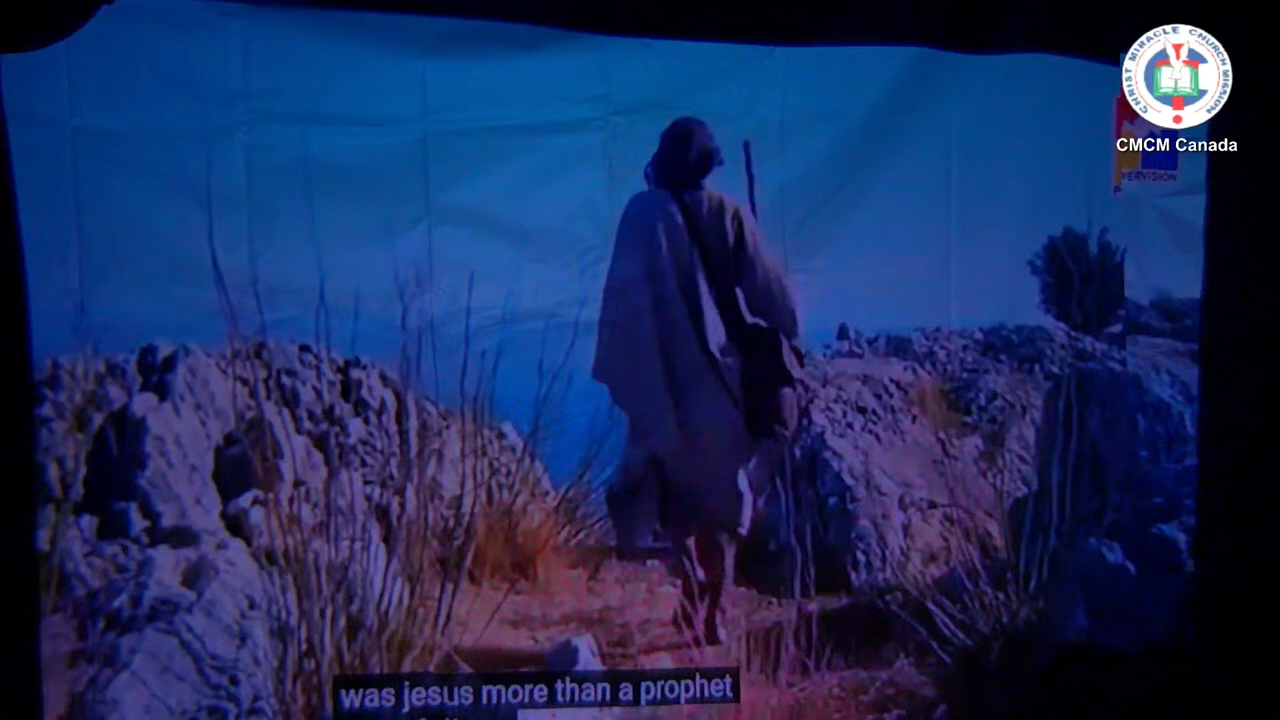 CHRIST MIRACLE CHURCH MISSION
CMCM Canada
VERVISION
was jesus more than a prophet